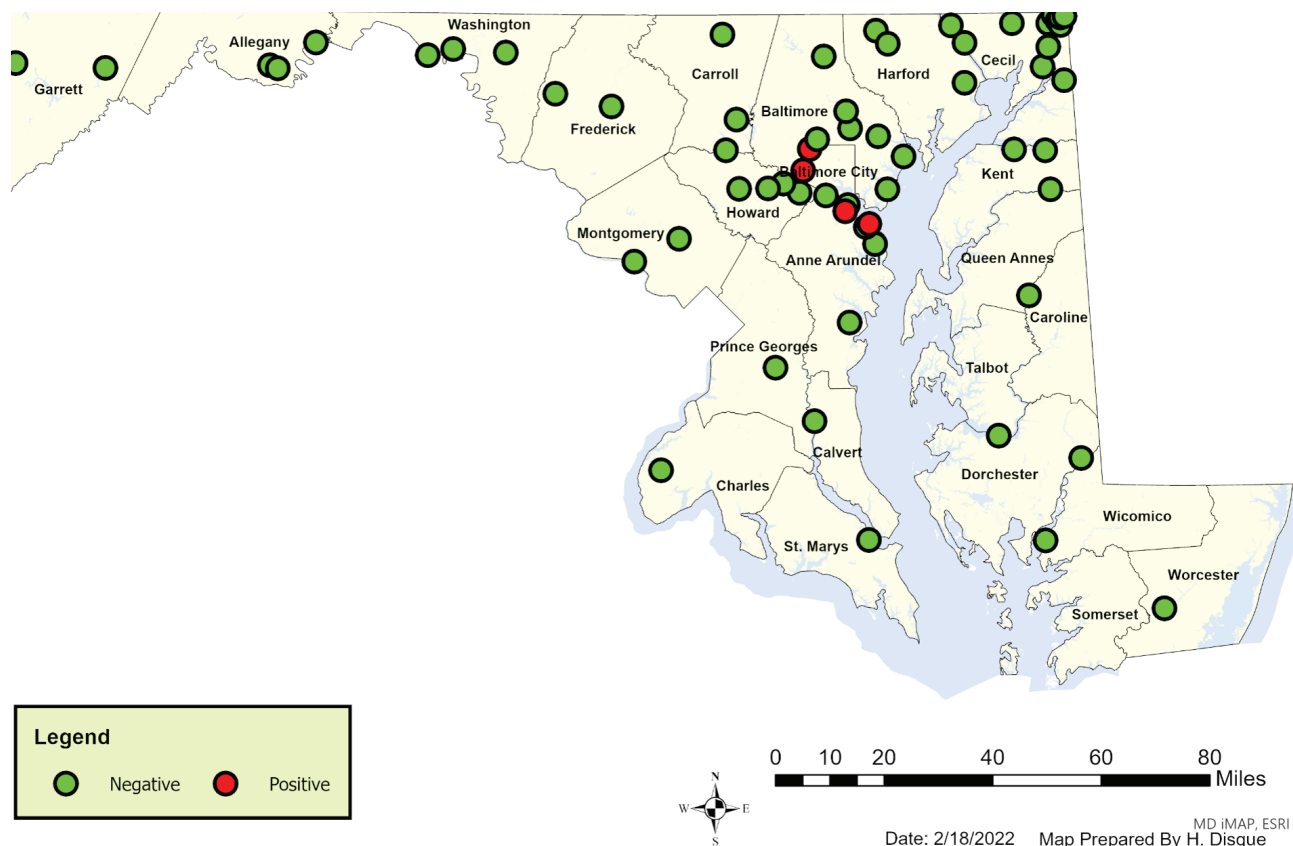 Washington
Allegany
Garrett
Carroll
Harford
Cecil
Frederick
Baltimore
Baltimore City
Kent
Howard
Montgomery
Anne Arundel
Queen Annes
Caroline
Prince Georges
Talbot
Calvert
Charles
Dorchester
Wicomico
St. Marys
Worcester
Somerset
Legend
Negative
Positive
0 10 20 40 60 80
Miles
N
W E
S
MD iMAP, ESRI
Date: 2/18/2022 Map Prepared By H. Disque